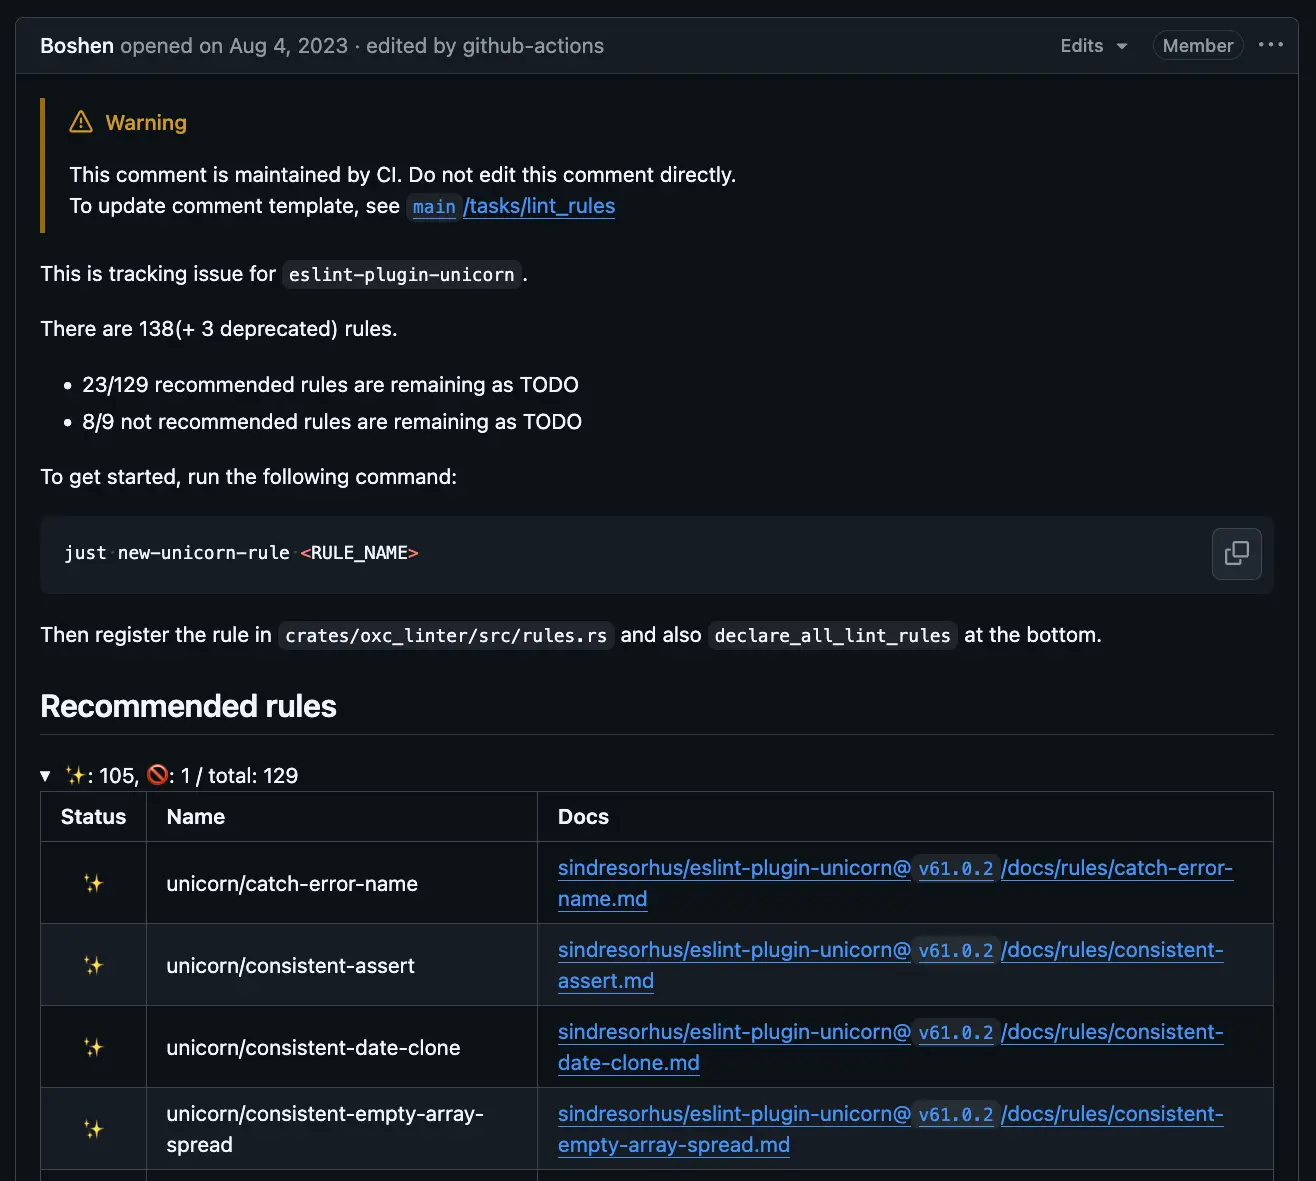 Boshen opened on Aug 4, 2023 · edited by github-actions Edits Member
Warning
This comment is maintained by CI. Do not edit this comment directly.
To update comment template, see main /tasks/lint_rules
This is tracking issue for eslint-plugin-unicorn.
There are 138(+ 3 deprecated) rules.
• 23/129 recommended rules are remaining as TODO
• 8/9 not recommended rules are remaining as TODO
To get started, run the following command:
just new-unicorn-rule <RULE_NAME>
Then register the rule in crates/oxc_linter/src/rules.rs and also declare_all_lint_rules at the bottom.
Recommended rules
▼ ✨: 105, 🚫: 1 / total: 129
Status Name Docs
✨ unicorn/catch-error-name sindresorhus/eslint-plugin-unicorn@ v61.0.2 /docs/rules/catch-error-
name.md
✨ unicorn/consistent-assert sindresorhus/eslint-plugin-unicorn@ v61.0.2 /docs/rules/consistent-
assert.md
✨ unicorn/consistent-date-clone sindresorhus/eslint-plugin-unicorn@ v61.0.2 /docs/rules/consistent-
date-clone.md
✨ unicorn/consistent-empty-array- sindresorhus/eslint-plugin-unicorn@ v61.0.2 /docs/rules/consistent-
spread empty-array-spread.md